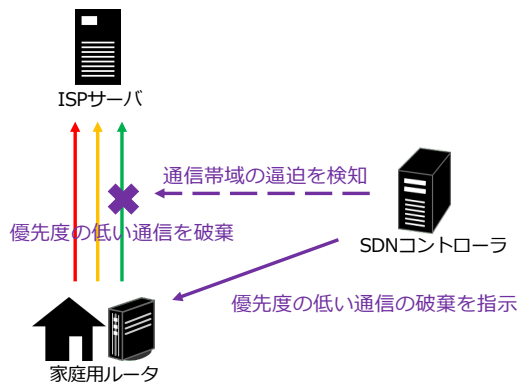 ISPサーバ
通信帯域の逼迫を検知
優先度の低い通信を破棄
SDNコントローラ
優先度の低い通信の破棄を指示
家庭用ルータ